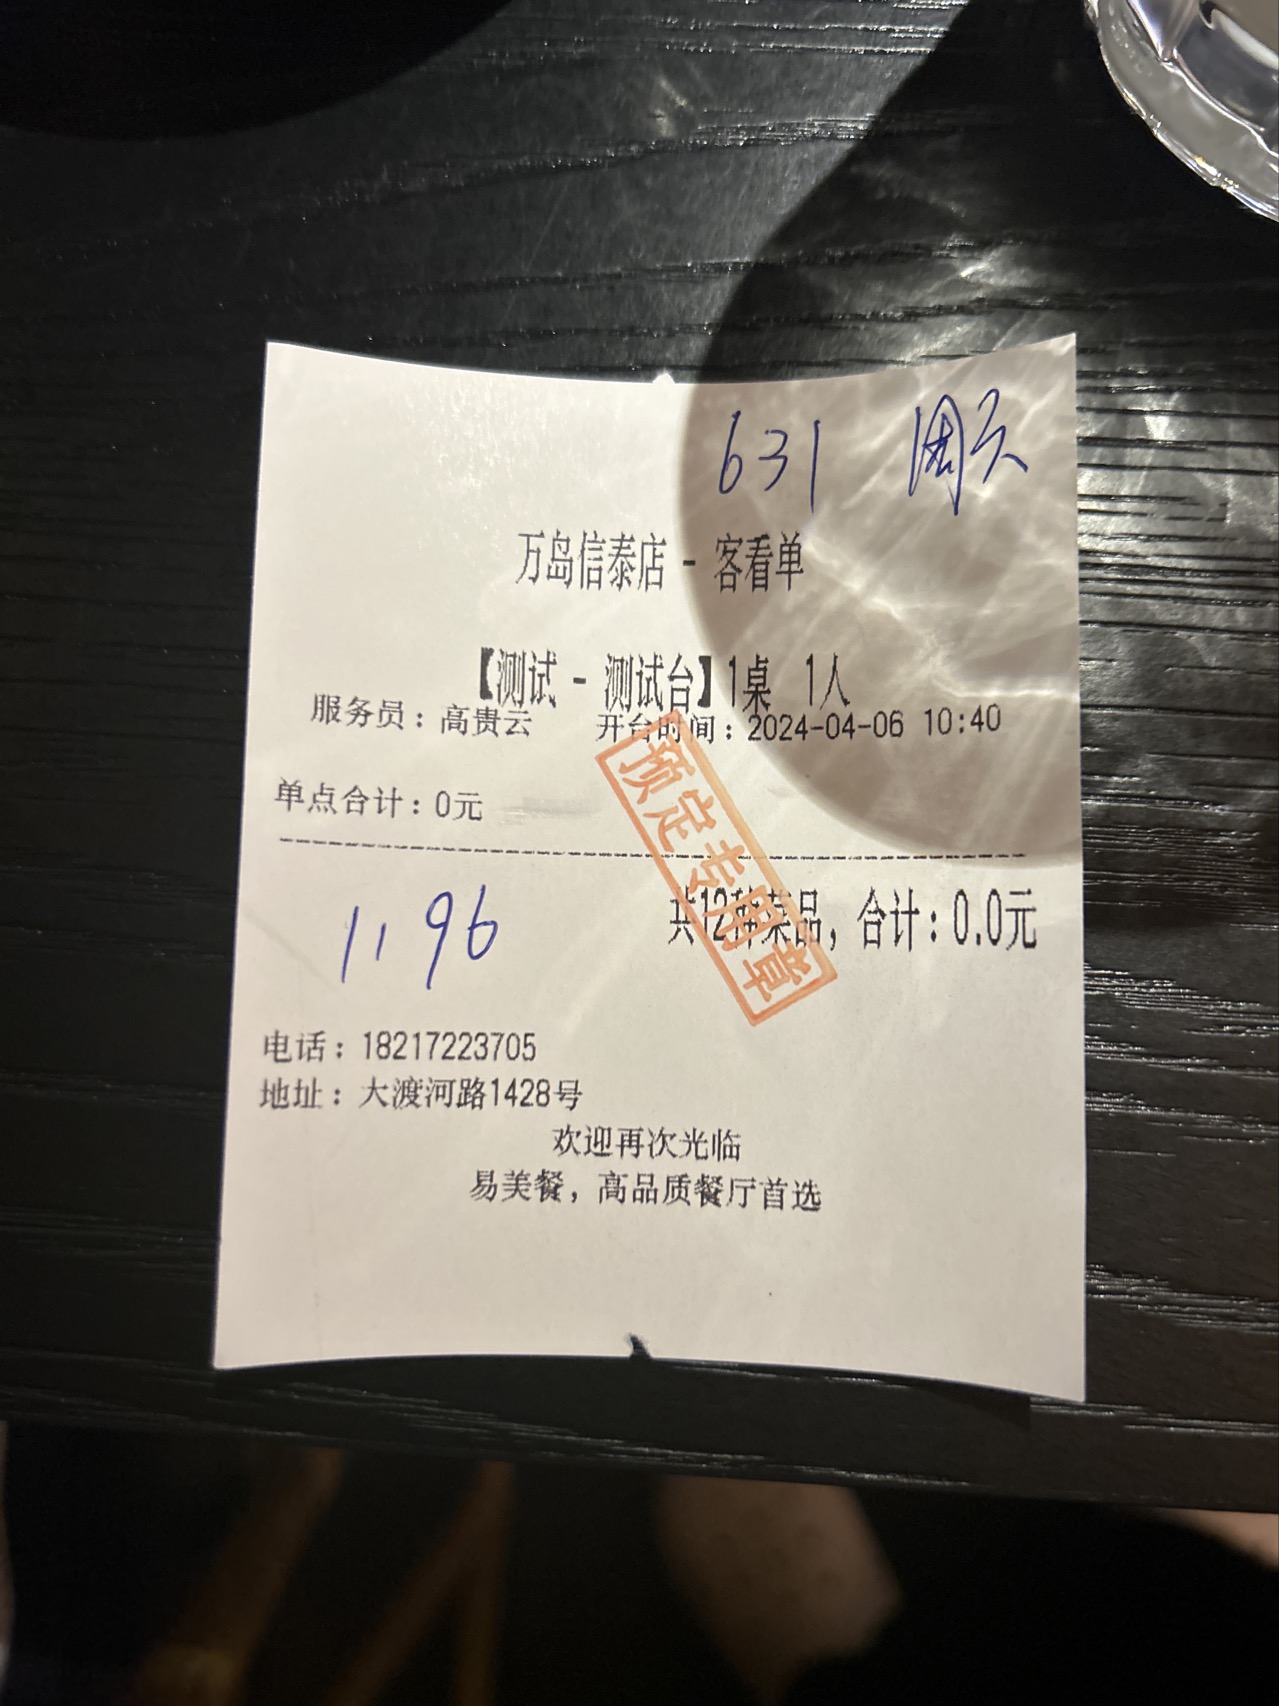 631 周天
万岛信泰店 - 客看单
【测试 - 测试台】1桌 1人
服务员：高贵云 开台时间：2024-04-06 10:40
单点合计：0元
预定专用章
共12种菜品，合计：0.0元
1196
电话：18217223705
地址：大渡河路1428号
欢迎再次光临
易美餐，高品质餐厅首选